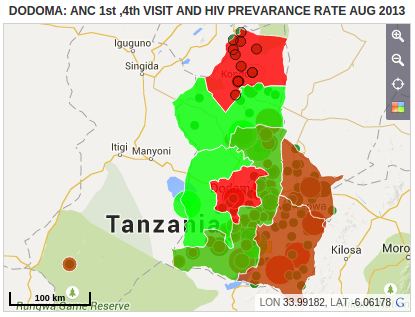 DODOMA: ANC 1st ,4th VISIT AND HIV PREVARANCE RATE AUG 2013
Iguguno
Singida
Itigi Manyoni
Dodoma
Tanzania
Kilosa
Moro
100 km
Rungwa Game Reserve
LON 33.99182, LAT -6.06178 G